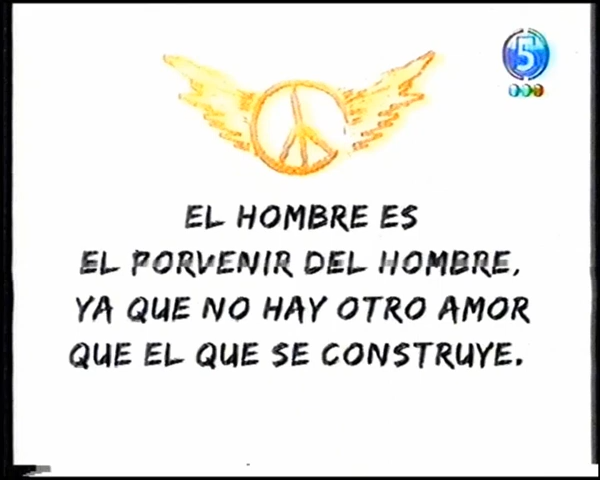 5
EL HOMBRE ES
EL PORVENIR DEL HOMBRE,
YA QUE NO HAY OTRO AMOR
QUE EL QUE SE CONSTRUYE.